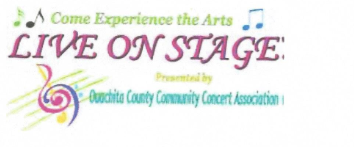 Come Experience the Arts
LIVE ON STAGE:
Presented by
Ouachita County Community Concert Association